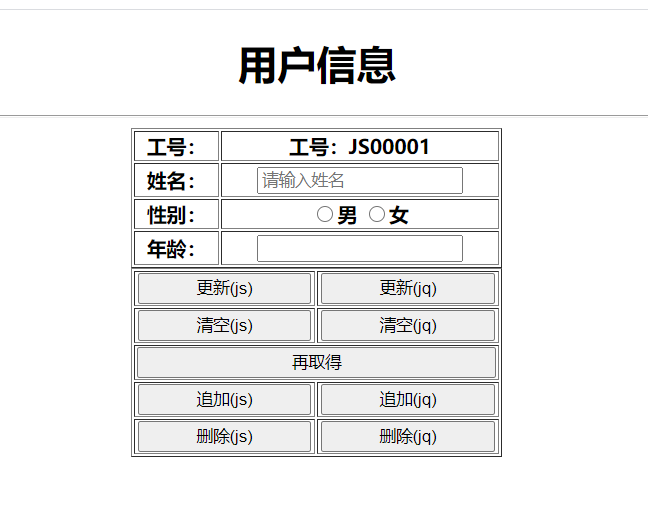 用户信息
工号： 工号：JS00001
姓名： 请输入姓名
性别： 男 女
年龄：
更新(js) 更新(jq)
清空(js) 清空(jq)
再取得
追加(js) 追加(jq)
删除(js) 删除(jq)